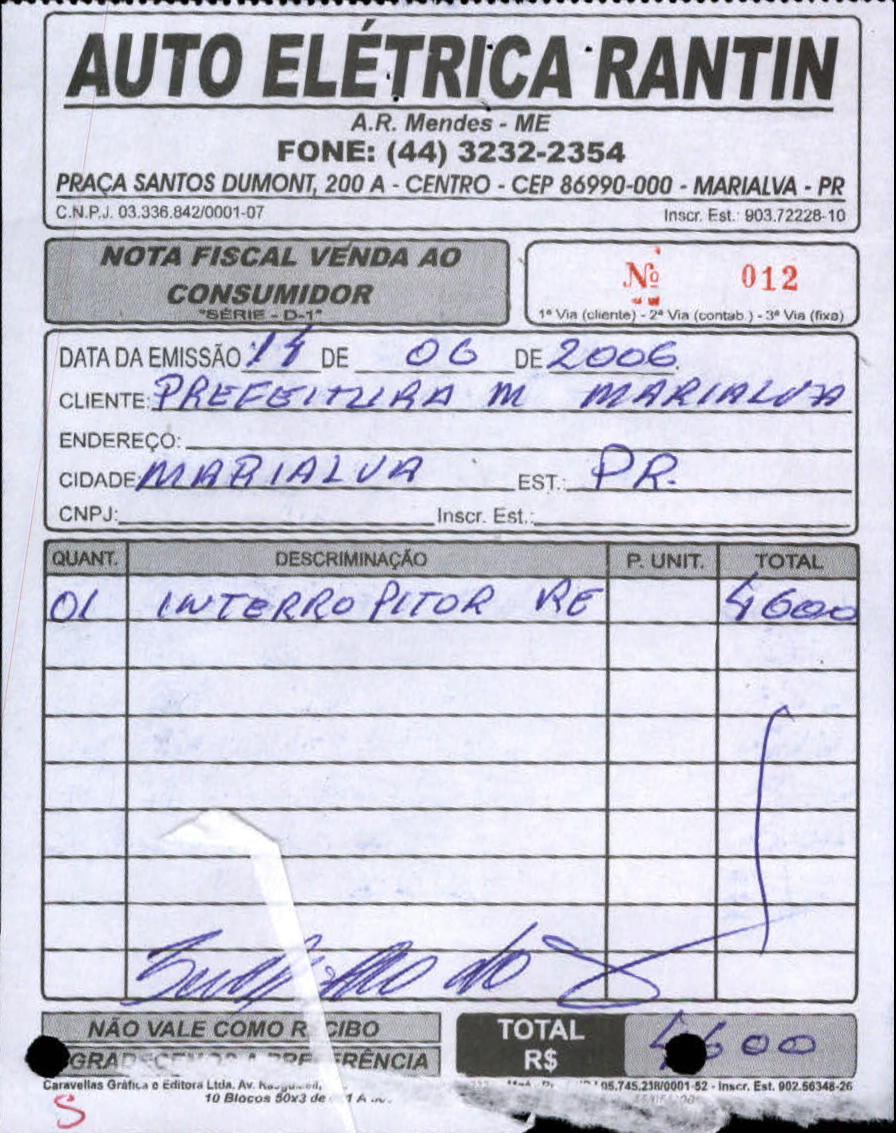 AUTO ELÉTRICA RANTIN
A.R. Mendes - ME
FONE: (44) 3232-2354
PRAÇA SANTOS DUMONT, 200 A - CENTRO - CEP 86990-000 - MARIALVA - PR
C.N.P.J. 03.336.842/0001-07 Inscr. Est.: 903.72228-10
NOTA FISCAL VENDA AO
CONSUMIDOR
"SÉRIE - D-1"
Nº 012
1ª Via (cliente) - 2ª Via (contab.) - 3ª Via (fixa)
DATA DA EMISSÃO 14 DE 06 DE 2006
CLIENTE: PREFEITURA M MARIALVA
ENDEREÇO:
CIDADE: MARIALVA EST.: PR.
CNPJ: Inscr. Est.:
QUANT. DESCRIMINAÇÃO P. UNIT. TOTAL
01 INTERROPITOR RE 4600
NÃO VALE COMO RECIBO
AGRADECEMOS A PREFERÊNCIA
TOTAL
R$ 4600
Caravellas Gráfica e Editora Ltda. Av. 05.745.238/0001-52 - Inscr. Est. 902.56348-26
10 Blocos 50x3 de
S